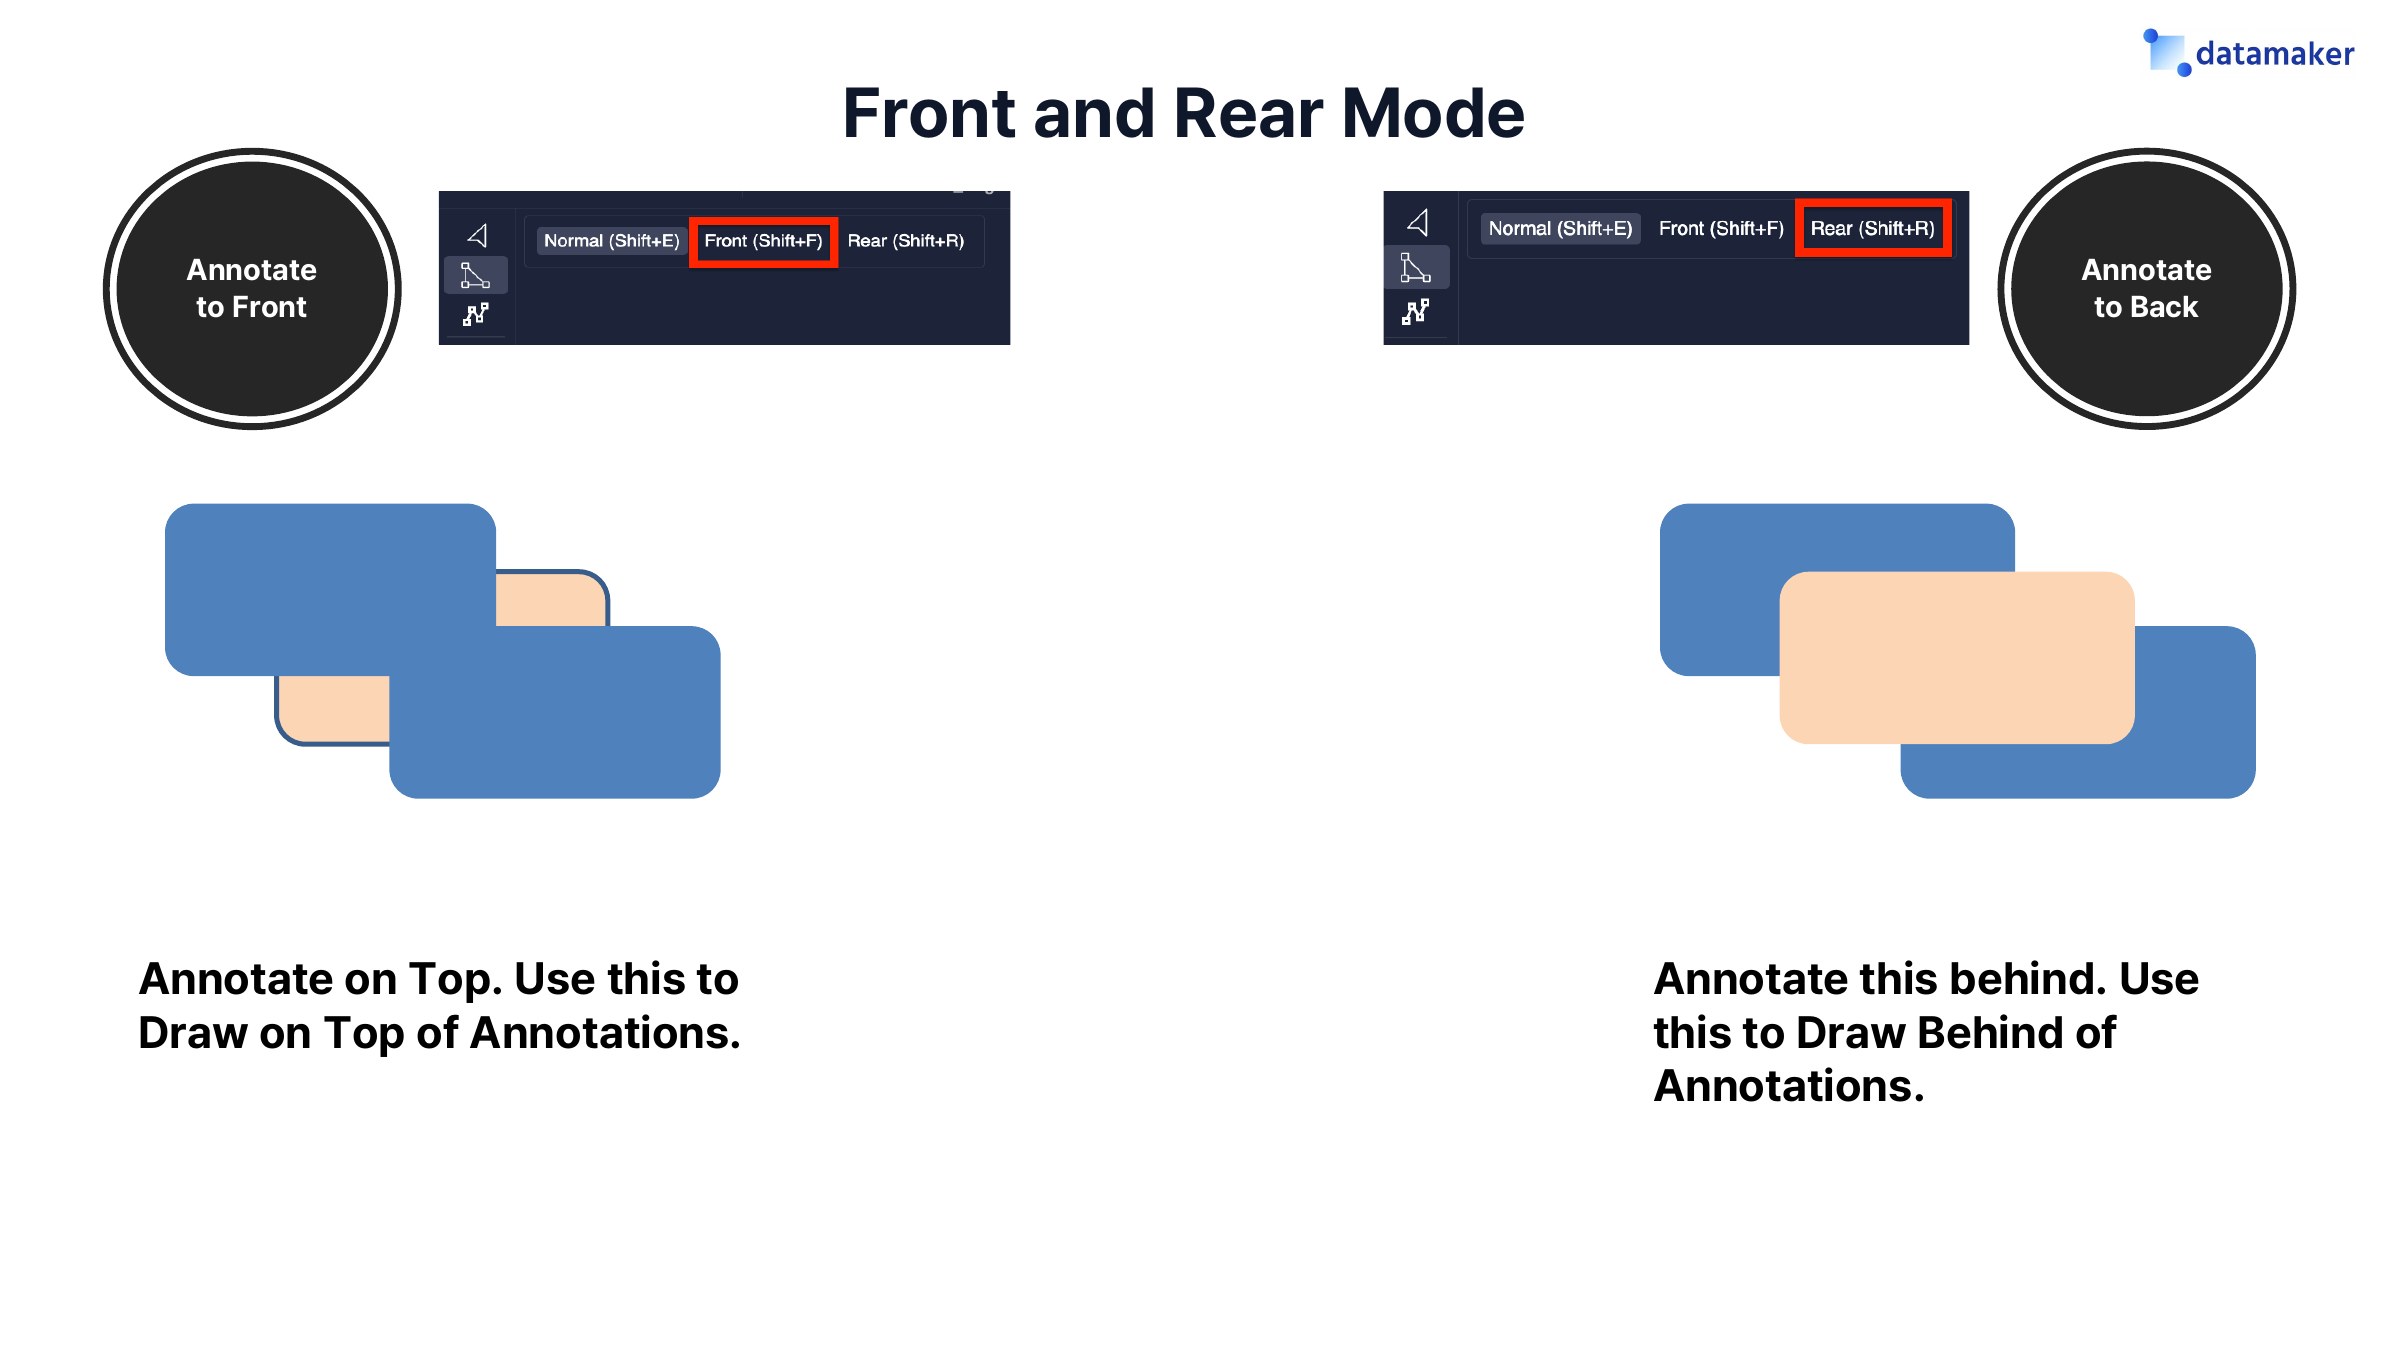 datamaker
Front and Rear Mode
Annotate
to Front
Normal (Shift+E) Front (Shift+F) Rear (Shift+R)
Normal (Shift+E) Front (Shift+F) Rear (Shift+R)
Annotate
to Back
Annotate on Top. Use this to
Draw on Top of Annotations.
Annotate this behind. Use
this to Draw Behind of
Annotations.